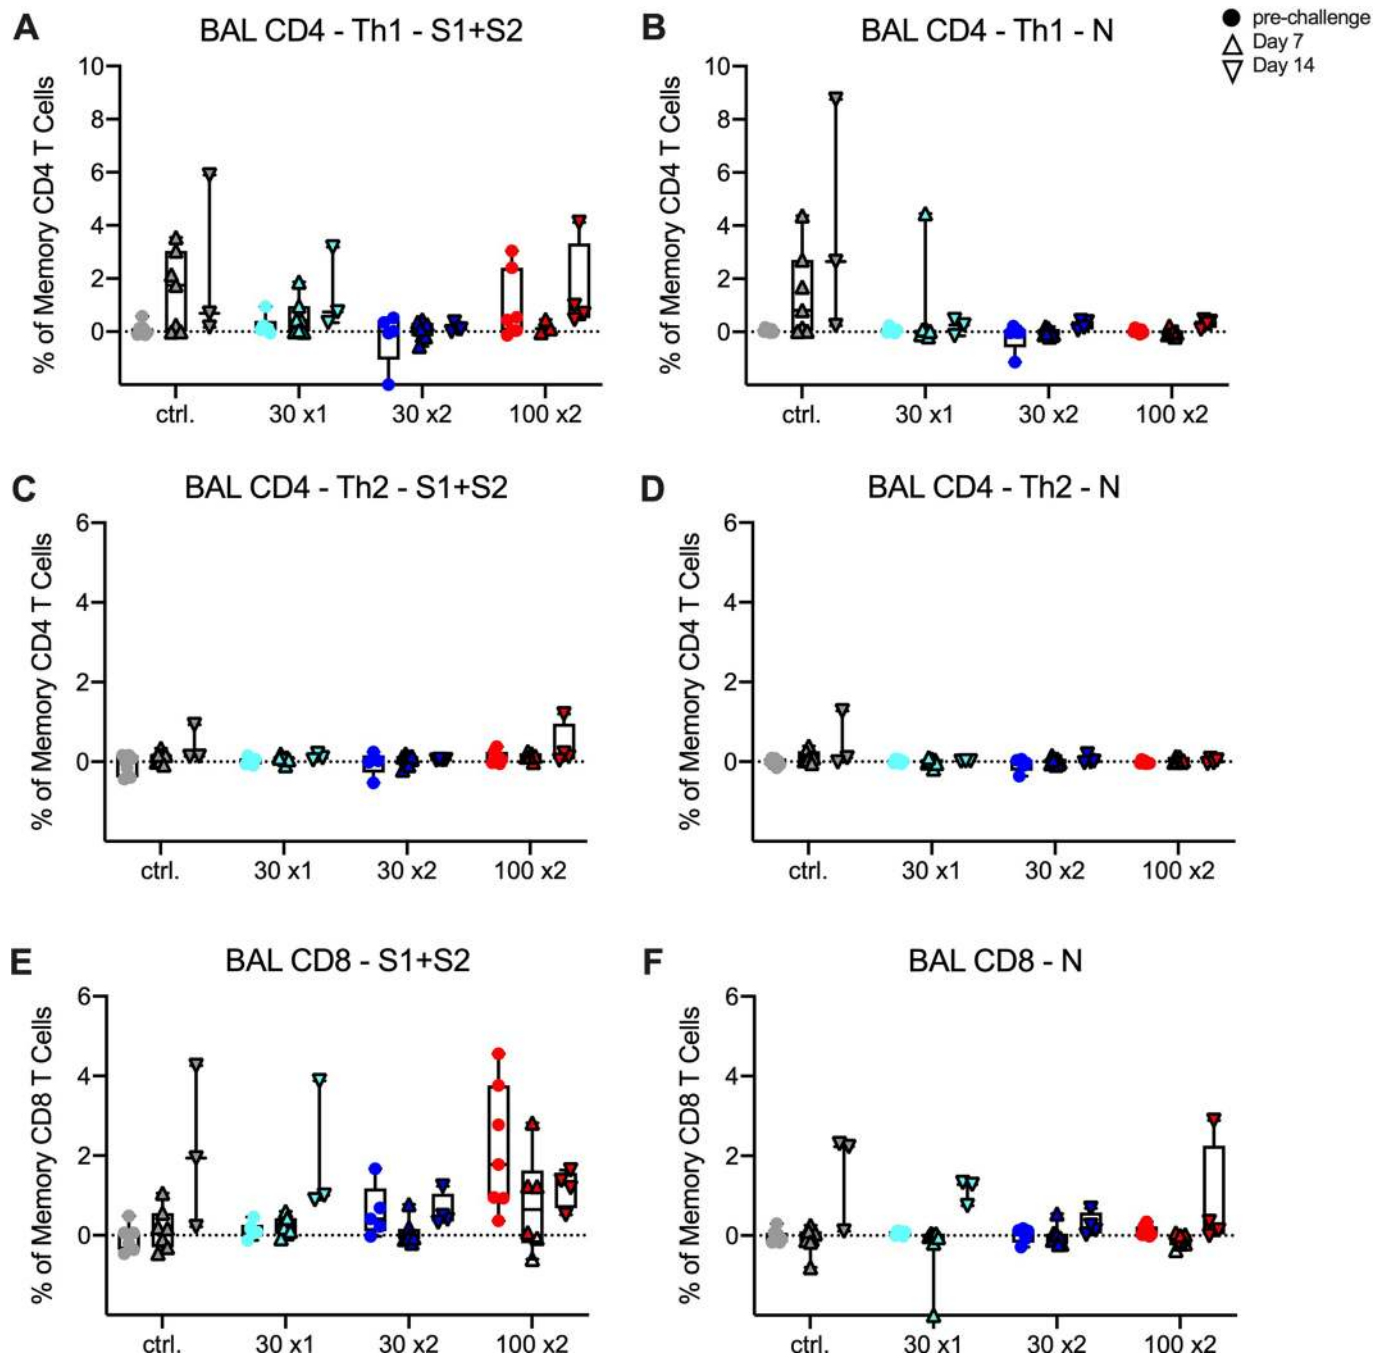 A BAL CD4 - Th1 - S1+S2
% of Memory CD4 T Cells
10
8
6
4
2
0
ctrl. 30 x1 30 x2 100 x2
B BAL CD4 - Th1 - N
pre-challenge
Day 7
Day 14
% of Memory CD4 T Cells
10
8
6
4
2
0
ctrl. 30 x1 30 x2 100 x2
C BAL CD4 - Th2 - S1+S2
% of Memory CD4 T Cells
6
4
2
0
ctrl. 30 x1 30 x2 100 x2
D BAL CD4 - Th2 - N
% of Memory CD4 T Cells
6
4
2
0
ctrl. 30 x1 30 x2 100 x2
E BAL CD8 - S1+S2
% of Memory CD8 T Cells
6
4
2
0
ctrl. 30 x1 30 x2 100 x2
F BAL CD8 - N
% of Memory CD8 T Cells
6
4
2
0
ctrl. 30 x1 30 x2 100 x2